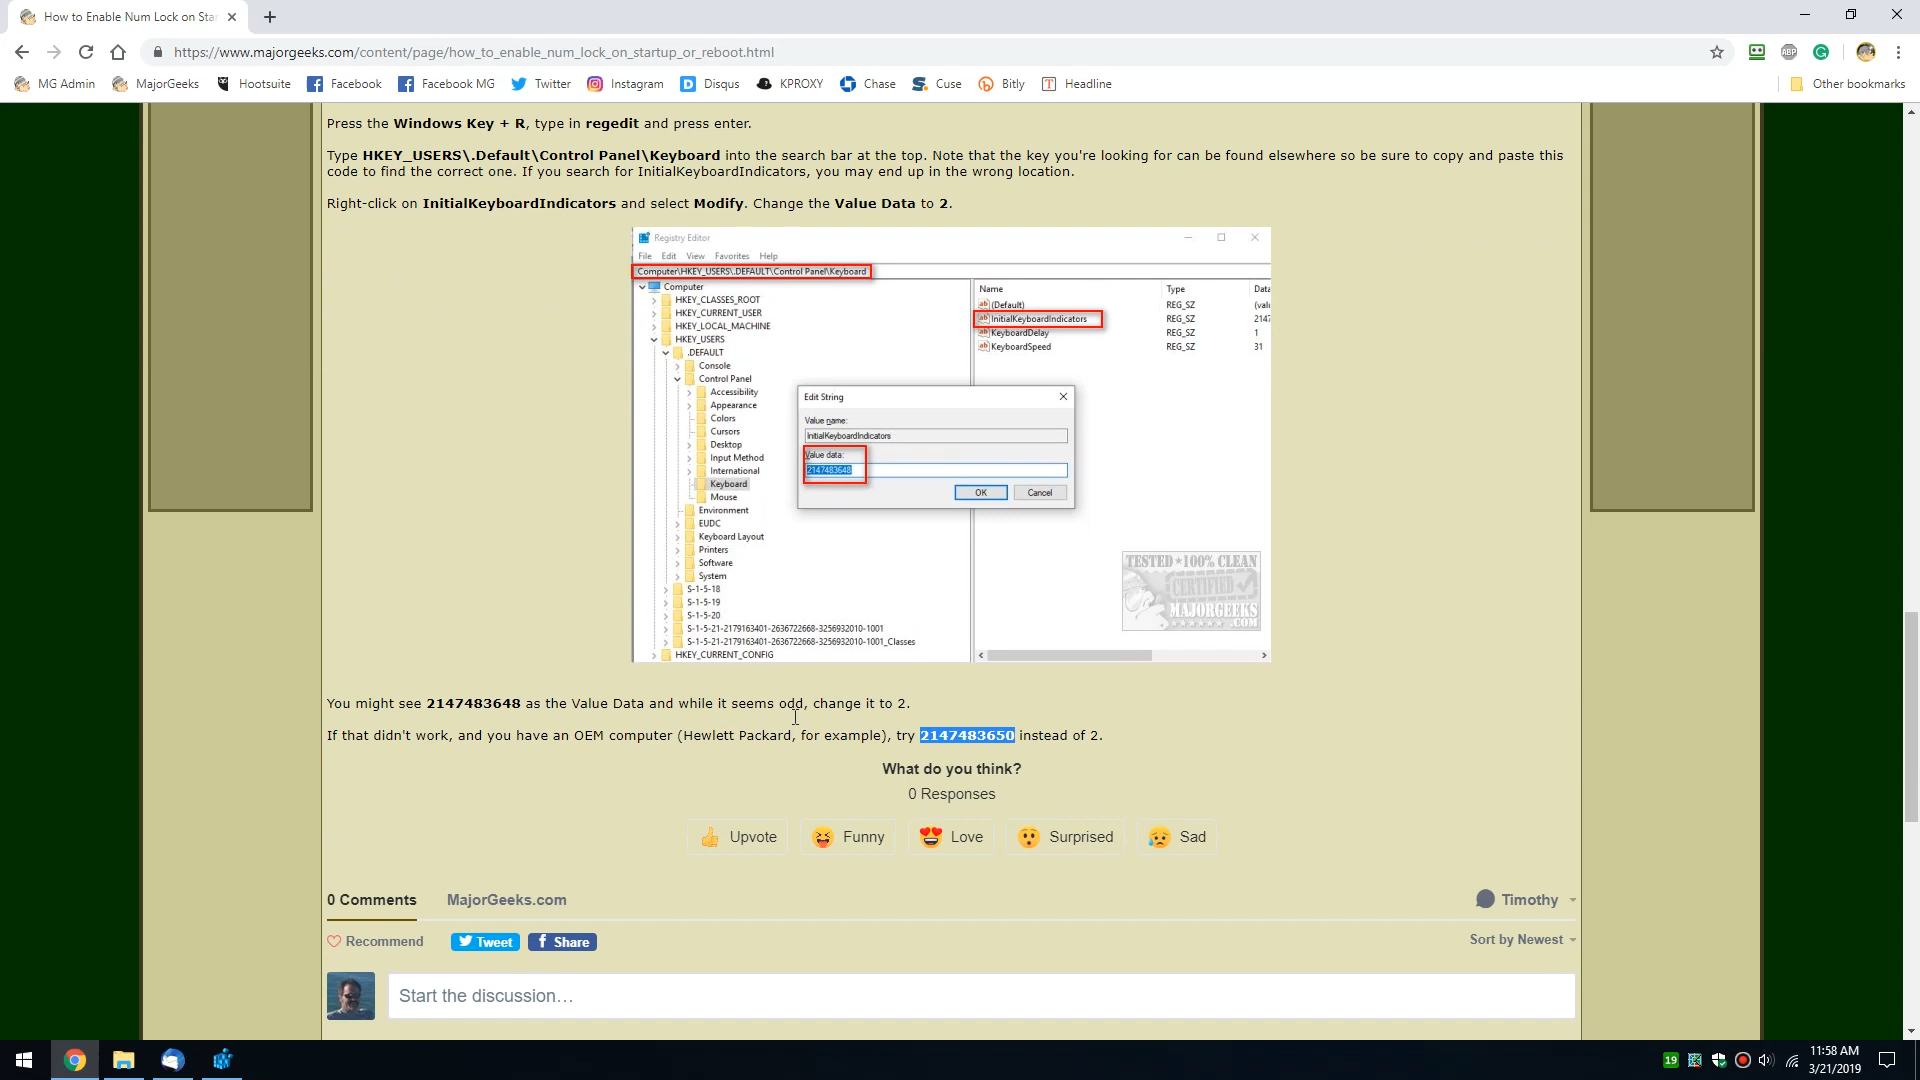 How to Enable Num Lock on Star
https://www.majorgeeks.com/content/page/how_to_enable_num_lock_on_startup_or_reboot.html
ABP
MG Admin MajorGeeks Hootsuite Facebook Facebook MG Twitter Instagram Disqus KPROXY Chase Cuse Bitly Headline Other bookmarks
Press the Windows Key + R, type in regedit and press enter.
Type HKEY_USERS\.Default\Control Panel\Keyboard into the search bar at the top. Note that the key you're looking for can be found elsewhere so be sure to copy and paste this
code to find the correct one. If you search for InitialKeyboardIndicators, you may end up in the wrong location.
Right-click on InitialKeyboardIndicators and select Modify. Change the Value Data to 2.
Registry Editor
File Edit View Favorites Help
Computer\HKEY_USERS\.DEFAULT\Control Panel\Keyboard
Computer
HKEY_CLASSES_ROOT
HKEY_CURRENT_USER
HKEY_LOCAL_MACHINE
HKEY_USERS
.DEFAULT
Console
Control Panel
Accessibility
Appearance
Colors
Cursors
Desktop
Input Method
International
Keyboard
Mouse
Environment
EUDC
Keyboard Layout
Printers
Software
System
S-1-5-18
S-1-5-19
S-1-5-20
S-1-5-21-2179163401-2636722668-3256932010-1001
S-1-5-21-2179163401-2636722668-3256932010-1001_Classes
HKEY_CURRENT_CONFIG
Name Type Data
(Default) REG_SZ (valu
InitialKeyboardIndicators REG_SZ 2147
KeyboardDelay REG_SZ 1
KeyboardSpeed REG_SZ 31
Edit String
Value name:
InitialKeyboardIndicators
Value data:
2147483648
OK Cancel
TESTED★100% CLEAN
CERTIFIED
MAJORGEEKS
.COM
You might see 2147483648 as the Value Data and while it seems odd, change it to 2.
If that didn't work, and you have an OEM computer (Hewlett Packard, for example), try 2147483650 instead of 2.
What do you think?
0 Responses
Upvote Funny Love Surprised Sad
0 Comments MajorGeeks.com Timothy
Recommend Tweet Share Sort by Newest
Start the discussion…
19
11:58 AM
3/21/2019